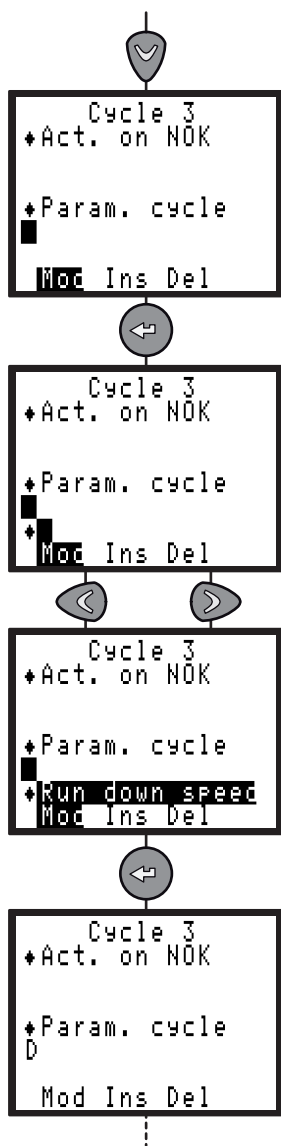 Cycle 3
♦Act. on NOK
♦Param. cycle
Mod Ins Del
Cycle 3
♦Act. on NOK
♦Param. cycle
♦
Mod Ins Del
Cycle 3
♦Act. on NOK
♦Param. cycle
♦Run down speed
Mod Ins Del
Cycle 3
♦Act. on NOK
♦Param. cycle
D
Mod Ins Del